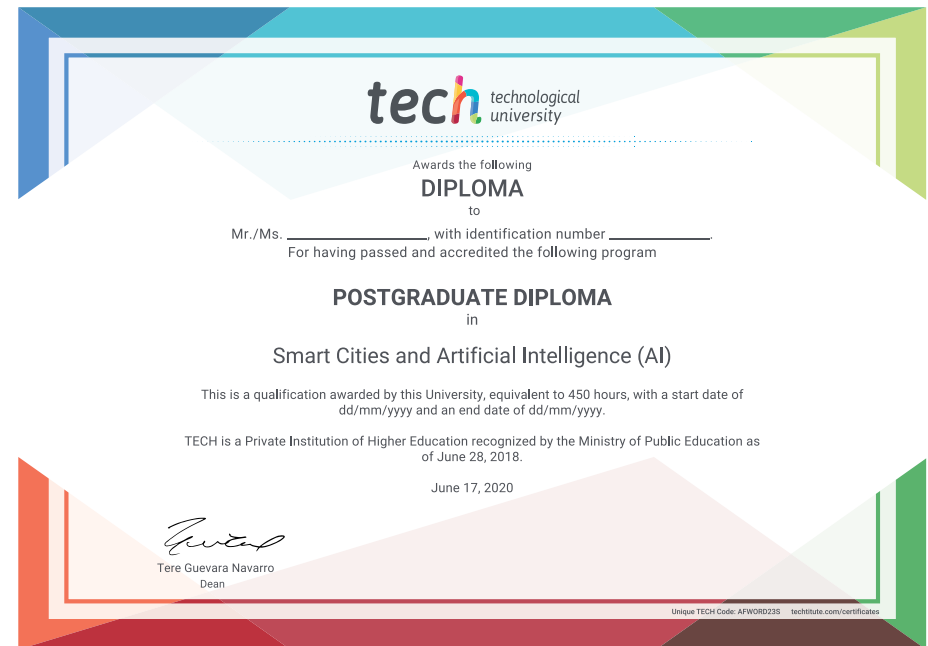 tech technological
university
Awards the following
DIPLOMA
to
Mr./Ms. ____________________, with identification number ______________.
For having passed and accredited the following program
POSTGRADUATE DIPLOMA
in
Smart Cities and Artificial Intelligence (AI)
This is a qualification awarded by this University, equivalent to 450 hours, with a start date of
dd/mm/yyyy and an end date of dd/mm/yyyy.
TECH is a Private Institution of Higher Education recognized by the Ministry of Public Education as
of June 28, 2018.
June 17, 2020
Tere Guevara Navarro
Dean
Unique TECH Code: AFWORD23S techtitute.com/certificates